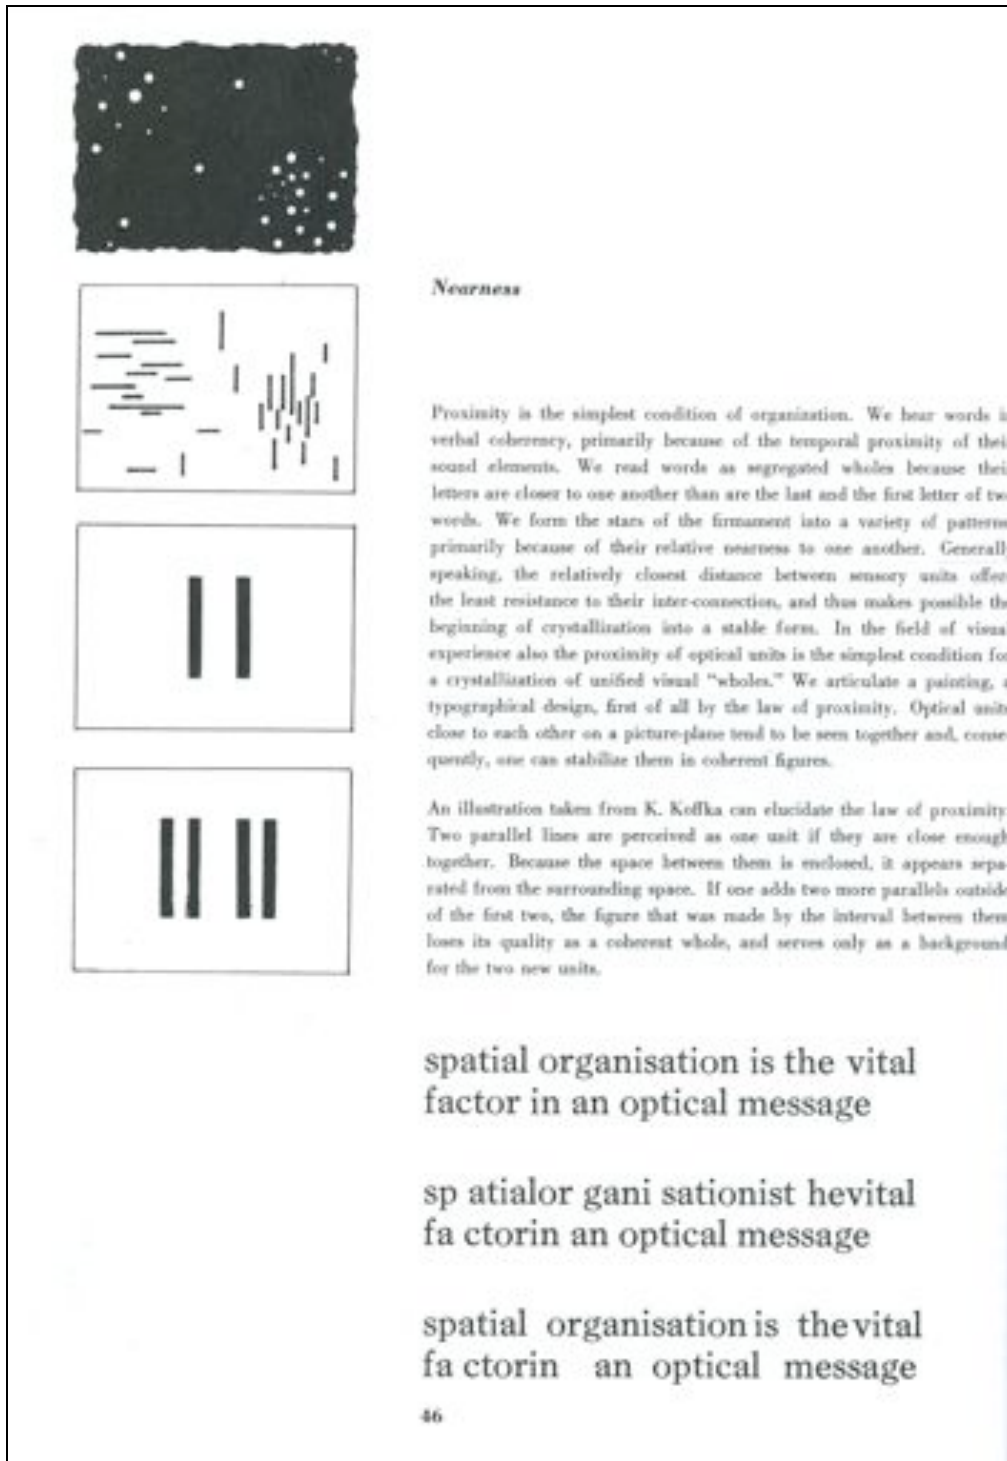 Nearness
Proximity is the simplest condition of organization. We hear words i
verbal coherency, primarily because of the temporal proximity of thei
sound elements. We read words as segregated wholes because thei
letters are closer to one another than are the last and the first letter of tw
words. We form the stars of the firmament into a variety of patterns
primarily because of their relative nearness to one another. Generall
speaking, the relatively closest distance between sensory units offer
the least resistance to their inter-connection, and thus makes possible th
beginning of crystallization into a stable form. In the field of visua
experience also the proximity of optical units is the simplest condition for
a crystallization of unified visual "wholes." We articulate a painting, a
typographical design, first of all by the law of proximity. Optical units
close to each other on a picture-plane tend to be seen together and, conse
quently, one can stabilize them in coherent figures.
An illustration taken from K. Koffka can elucidate the law of proximity
Two parallel lines are perceived as one unit if they are close enough
together. Because the space between them is enclosed, it appears sepa
rated from the surrounding space. If one adds two more parallels outside
of the first two, the figure that was made by the interval between them
loses its quality as a coherent whole, and serves only as a background
for the two new units.
spatial organisation is the vital
factor in an optical message
sp atialor gani sationist hevital
fa ctorin an optical message
spatial organisation is thevital
fa ctorin an optical message
46